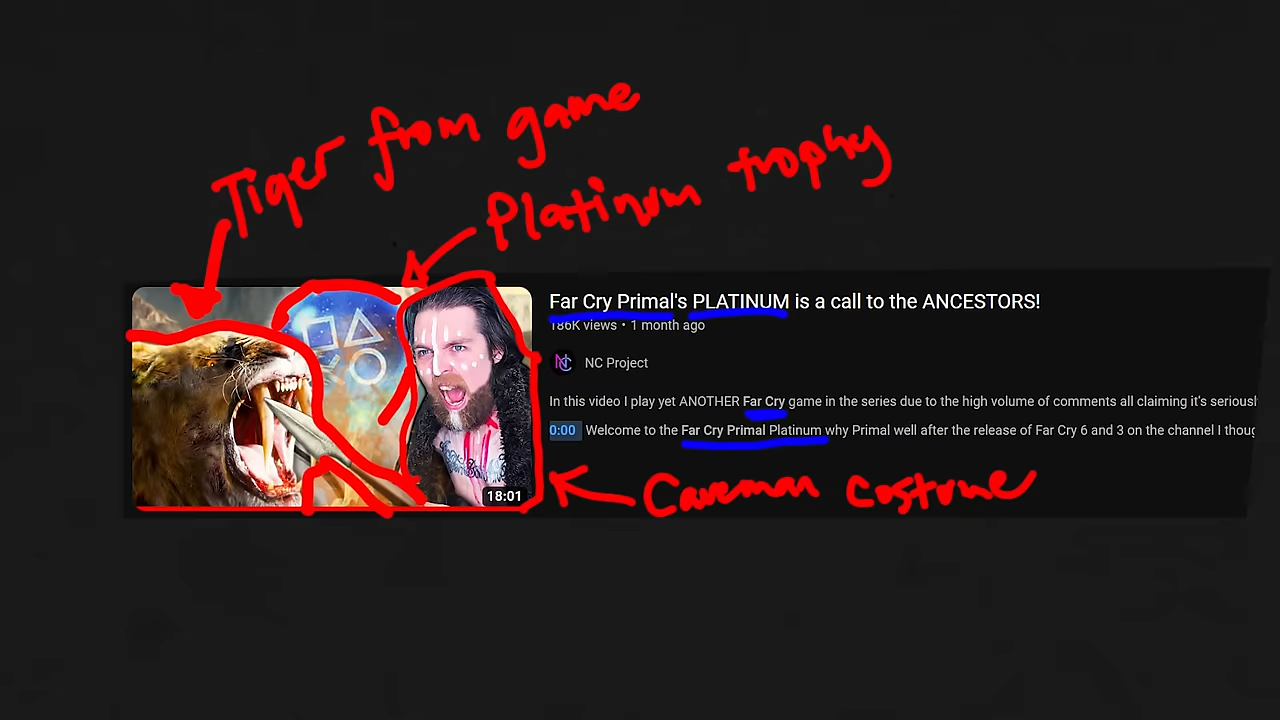 Tiger from game
Platinum trophy
Far Cry Primal's PLATINUM is a call to the ANCESTORS!
186K views • 1 month ago
NC NC Project
In this video I play yet ANOTHER Far Cry game in the series due to the high volume of comments all claiming it's seriousl
0:00 Welcome to the Far Cry Primal Platinum why Primal well after the release of Far Cry 6 and 3 on the channel I thoug
18:01
Caveman costume